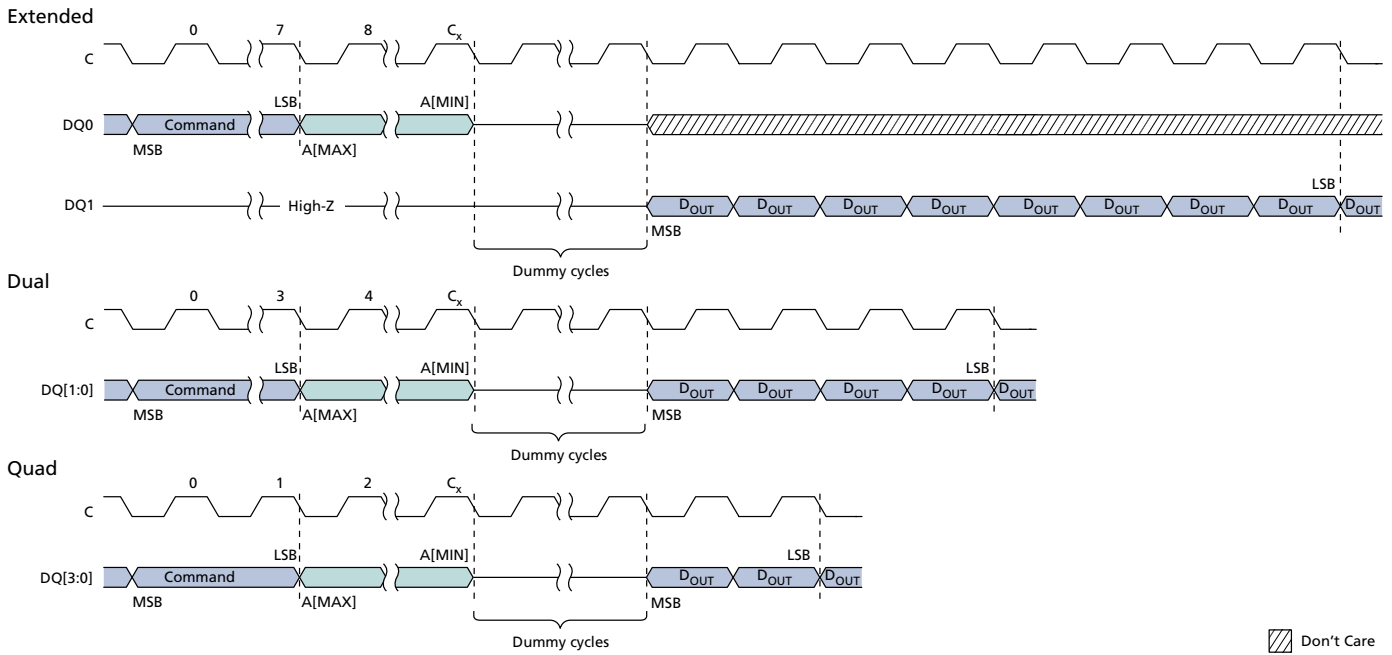 Extended
0 7 8 Cx
C
LSB A[MIN]
DQ0 Command
MSB A[MAX]
LSB
DQ1 High-Z DOUT DOUT DOUT DOUT DOUT DOUT DOUT DOUT DOUT
MSB
Dummy cycles
Dual
0 3 4 Cx
C
LSB A[MIN] LSB
DQ[1:0] Command DOUT DOUT DOUT DOUT DOUT
MSB A[MAX] MSB
Dummy cycles
Quad
0 1 2 Cx
C
LSB A[MIN] LSB
DQ[3:0] Command DOUT DOUT DOUT
MSB A[MAX] MSB
Dummy cycles
Don't Care